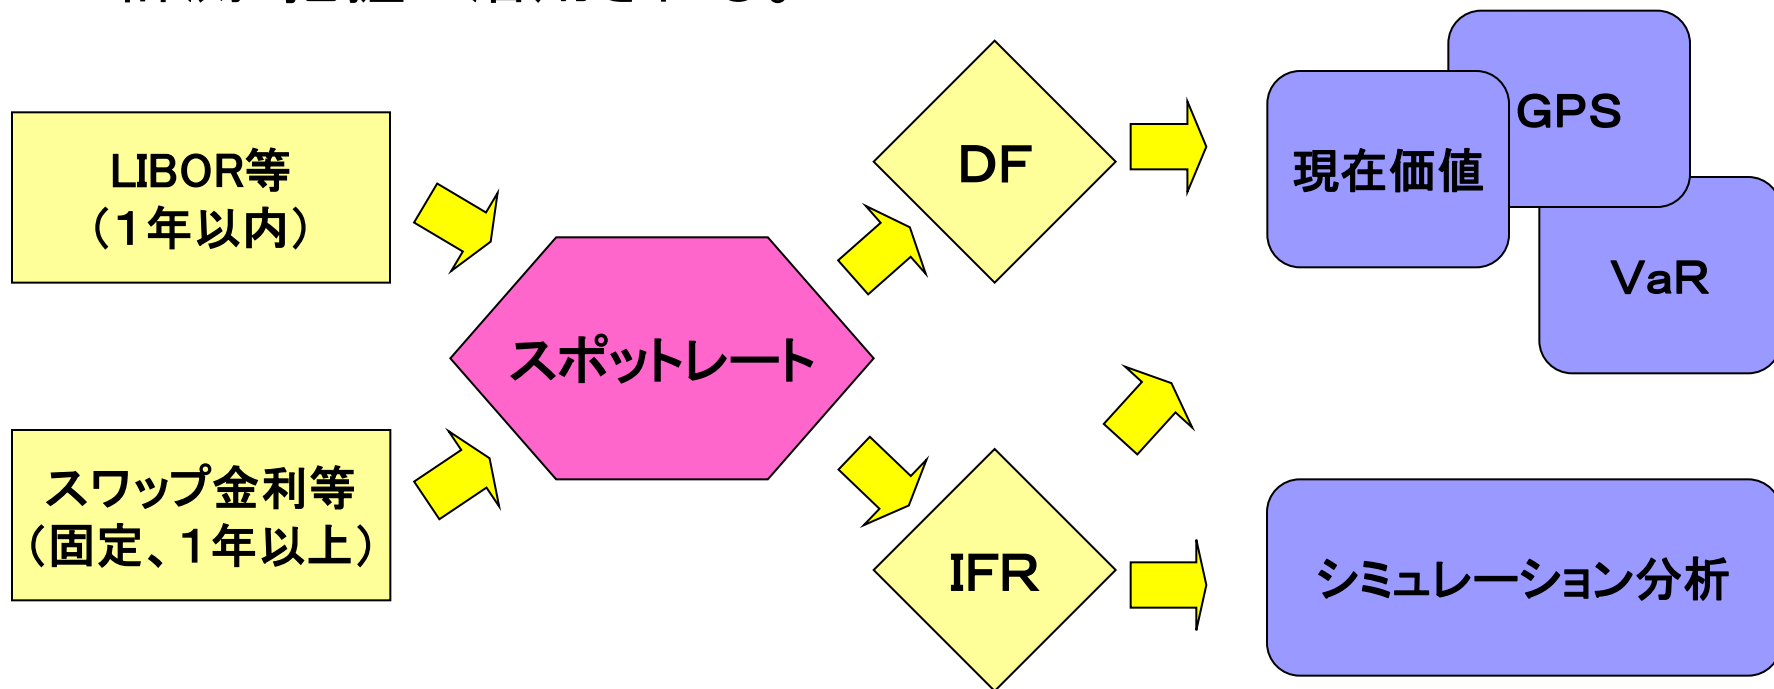 LIBOR等
（１年以内）
スワップ金利等
（固定、１年以上）
スポットレート
DF
IFR
現在価値
GPS
VaR
シミュレーション分析